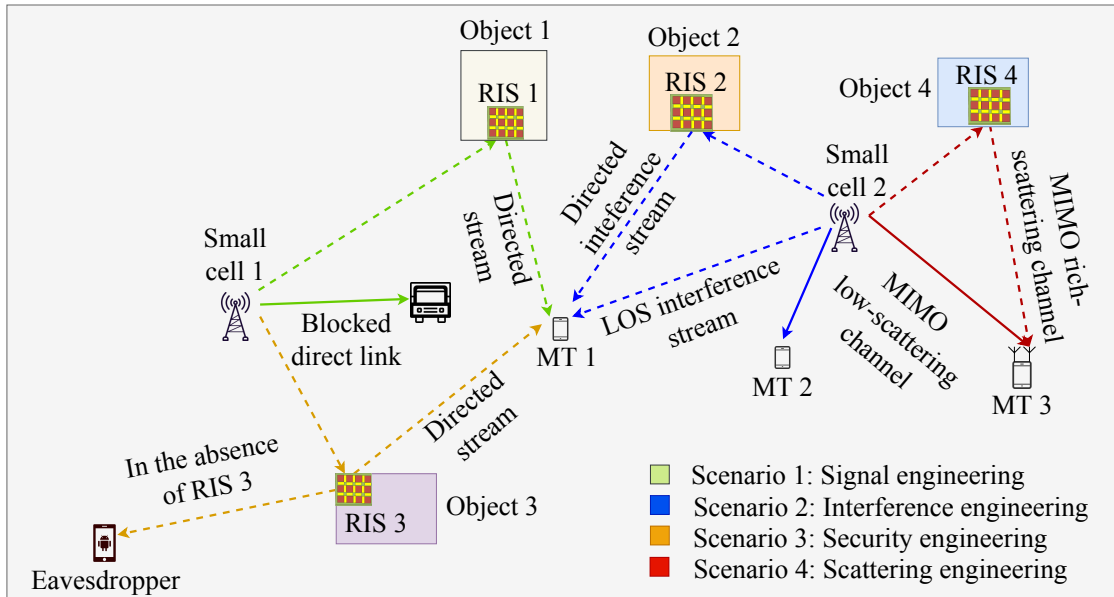 Object 1
RIS 1
Object 2
RIS 2
Object 4
RIS 4
Small
cell 2
Small
cell 1
Directed
stream
Directed
inteference
stream
MIMO rich-
scattering channel
Blocked
direct link
MT 1
LOS interference
stream
MIMO
low-scattering
channel
MT 2
MT 3
Directed
stream
In the absence
of RIS 3
RIS 3
Object 3
Eavesdropper
Scenario 1: Signal engineering
Scenario 2: Interference engineering
Scenario 3: Security engineering
Scenario 4: Scattering engineering